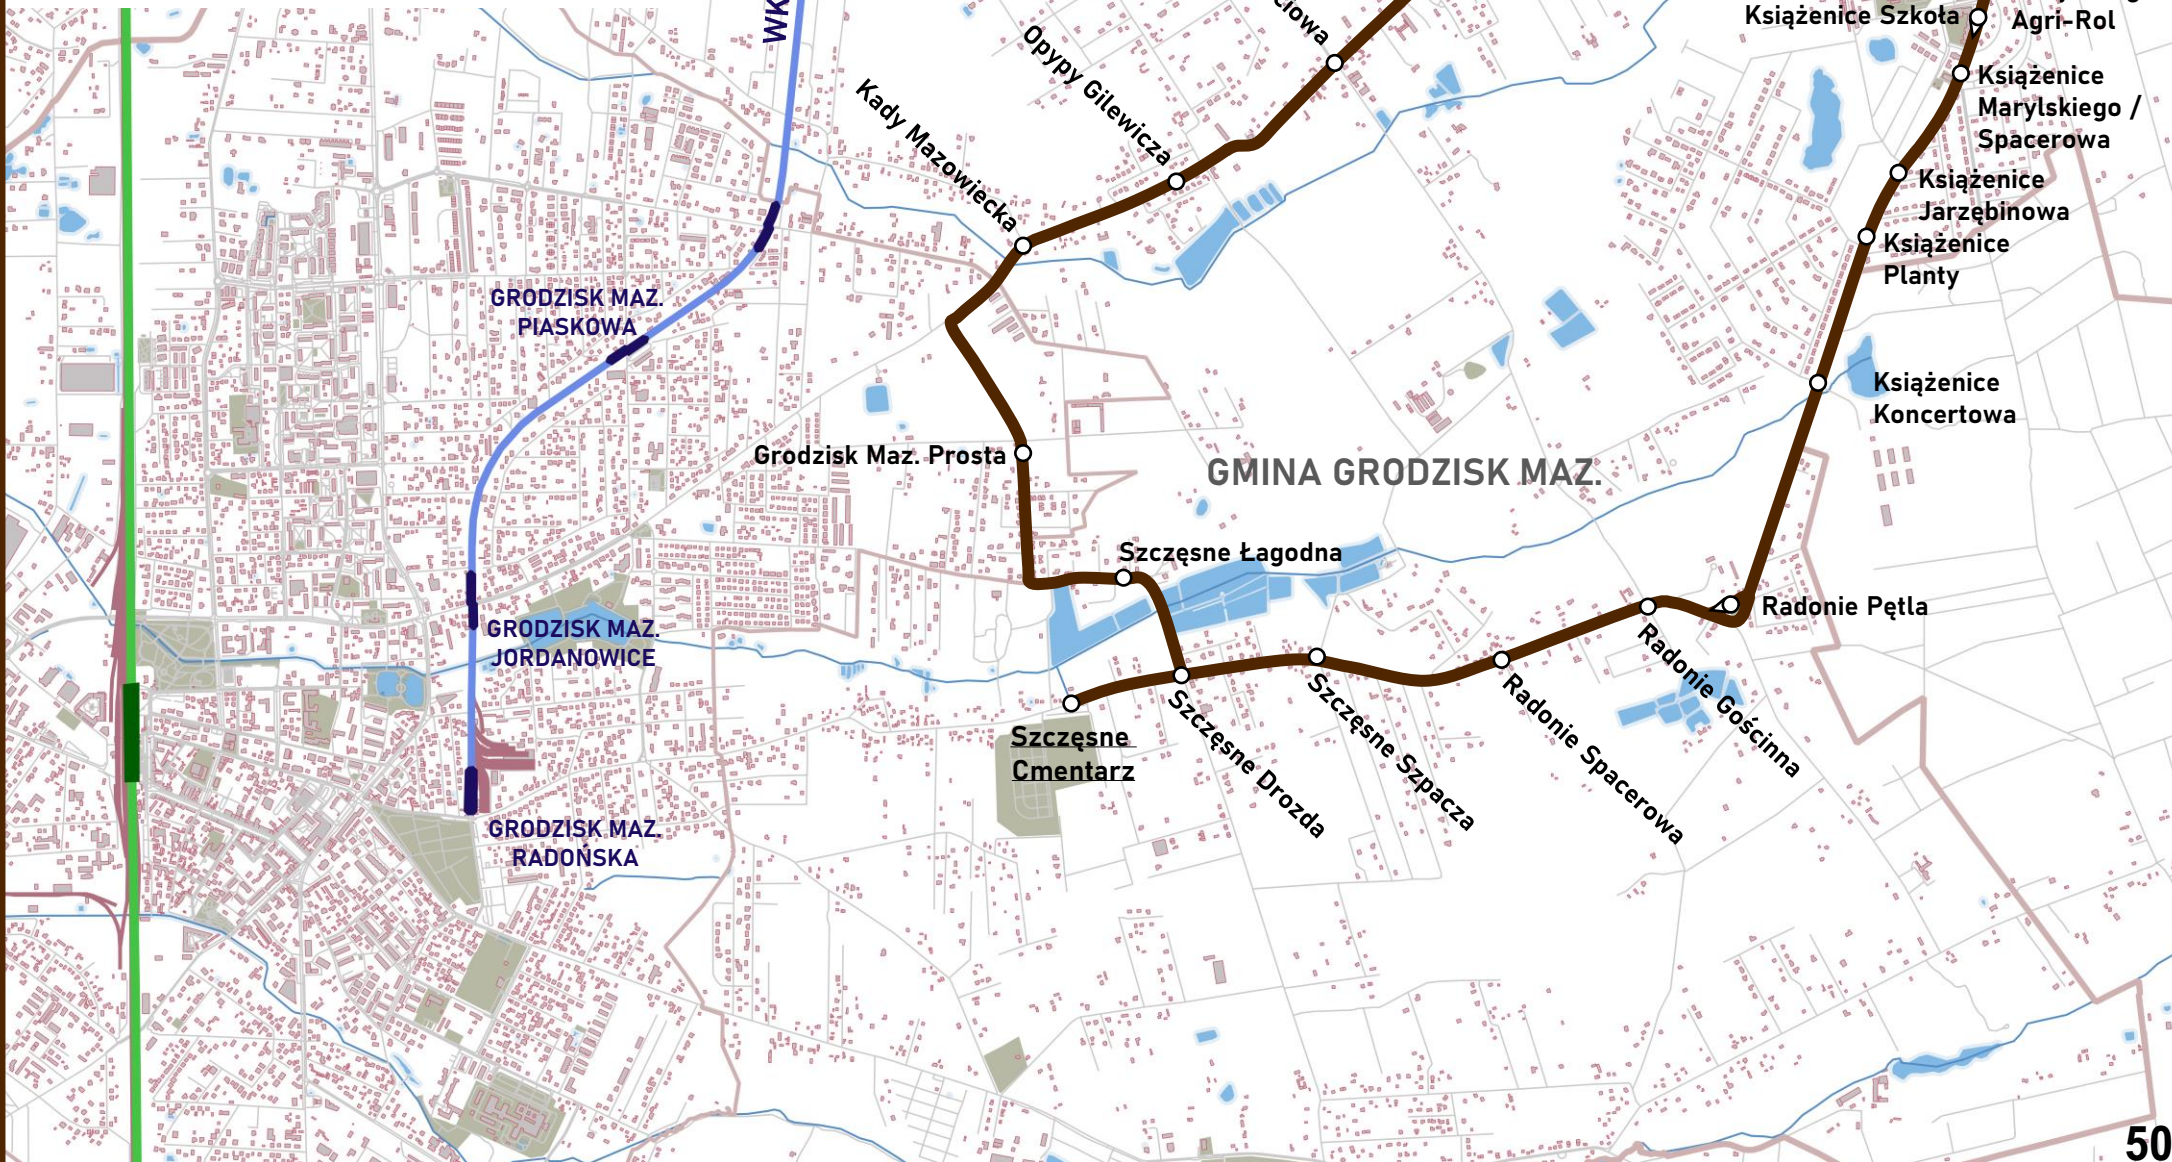 WK
Książenice Szkoła
Agri-Rol
Opypy Gilewicza
Książenice
Marylskiego /
Spacerowa
Kady Mazowiecka
Książenice
Jarzębinowa
Książenice
Planty
GRODZISK MAZ.
PIASKOWA
Książenice
Koncertowa
Grodzisk Maz. Prosta
GMINA GRODZISK MAZ.
Szczęsne Łagodna
Radonie Pętla
GRODZISK MAZ.
JORDANOWICE
Radonie Gościnna
Szczęsne
Cmentarz
Szczęsne Drozda
Szczęsne Szpacza
Radonie Spacerowa
GRODZISK MAZ.
RADOŃSKA
50